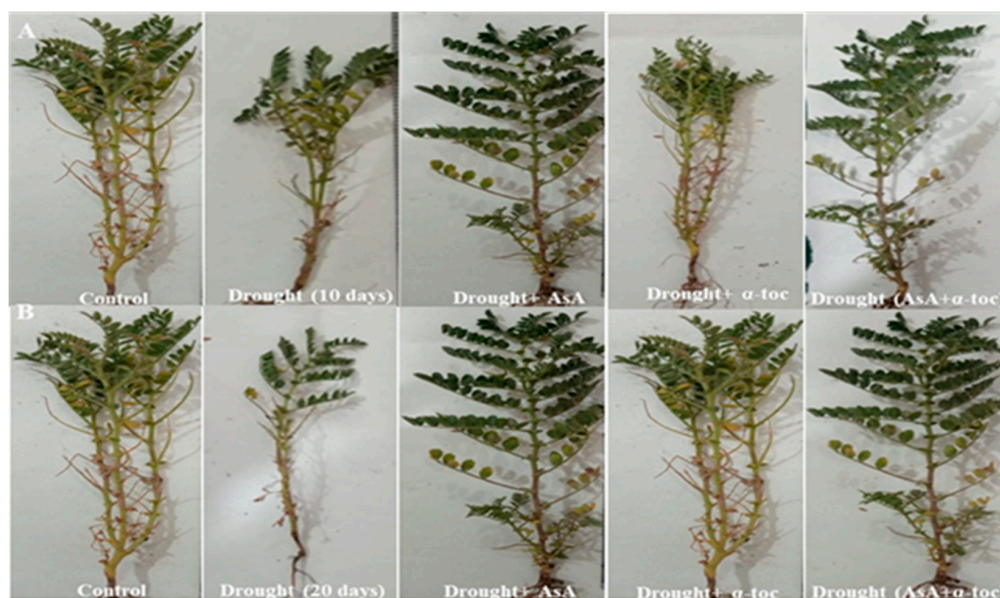 A
Control
Drought (10 days)
Drought+ AsA
Drought+ α-toc
Drought (AsA+α-toc
B
Control
Drought (20 days)
Drought+ AsA
Drought+ α-toc
Drought (AsA+α-toc